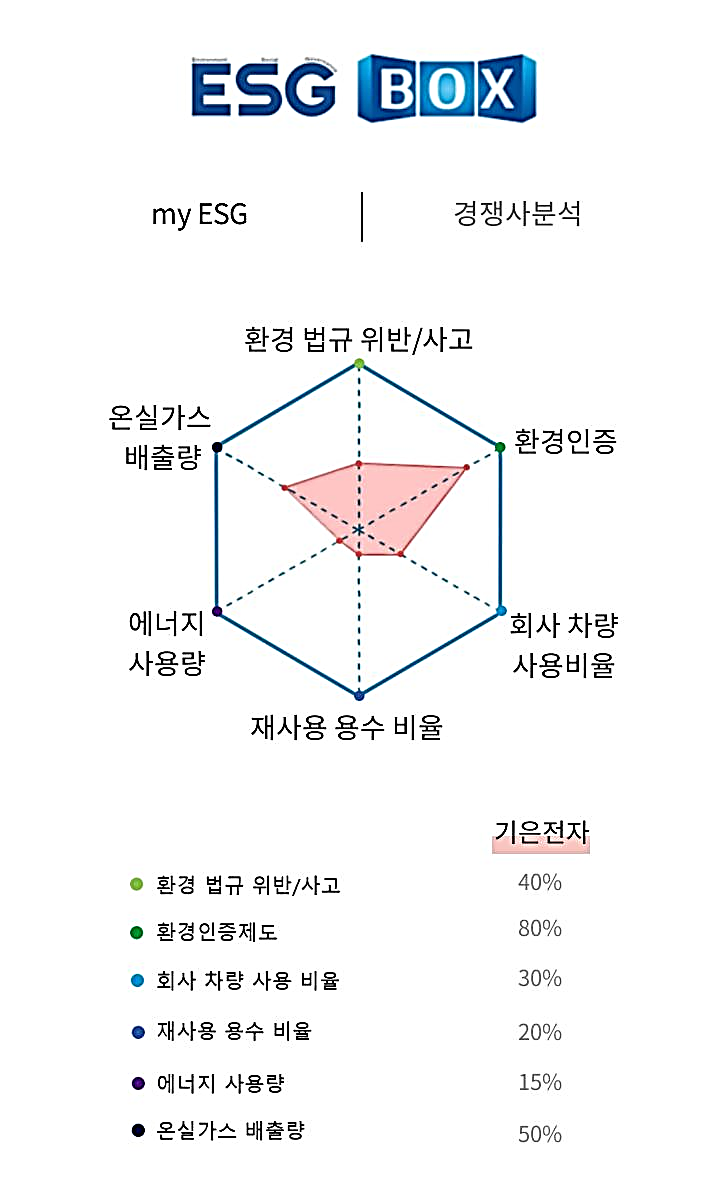 ESG BOX
my ESG
경쟁사분석
환경 법규 위반/사고
온실가스
배출량
환경인증
에너지
사용량
회사 차량
사용비율
재사용 용수 비율
기은전자
환경 법규 위반/사고 40%
환경인증제도 80%
회사 차량 사용 비율 30%
재사용 용수 비율 20%
에너지 사용량 15%
온실가스 배출량 50%